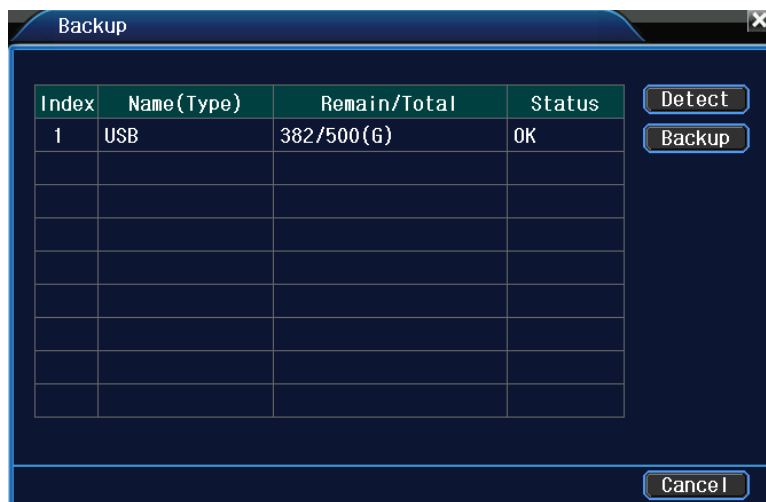 Backup
Index Name(Type) Remain/Total Status Detect
1 USB 382/500(G) OK Backup
Cancel